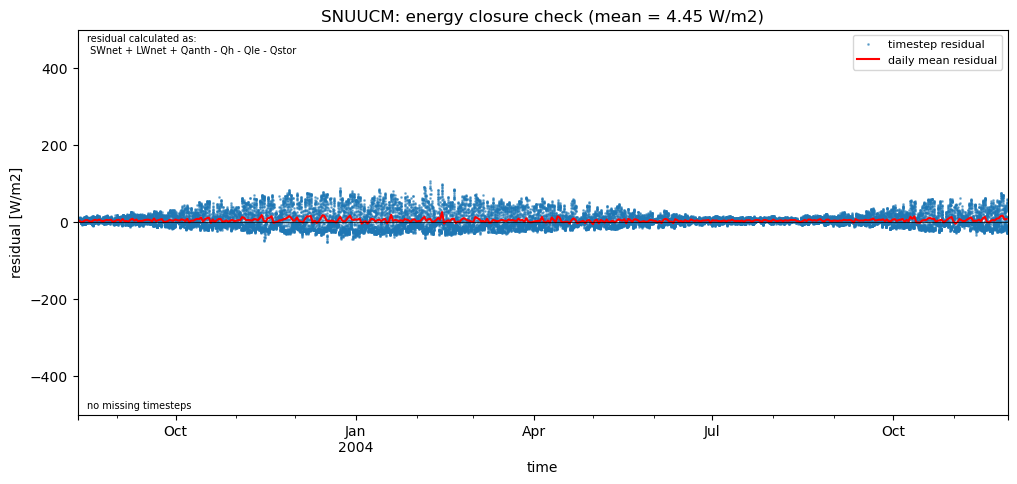 SNUUCM: energy closure check (mean = 4.45 W/m2)
residual calculated as:
SWnet + LWnet + Qanth - Qh - Qle - Qstor
timestep residual
daily mean residual
400
200
0
−200
−400
residual [W/m2]
no missing timesteps
Oct
Jan
2004
Apr
Jul
Oct
time